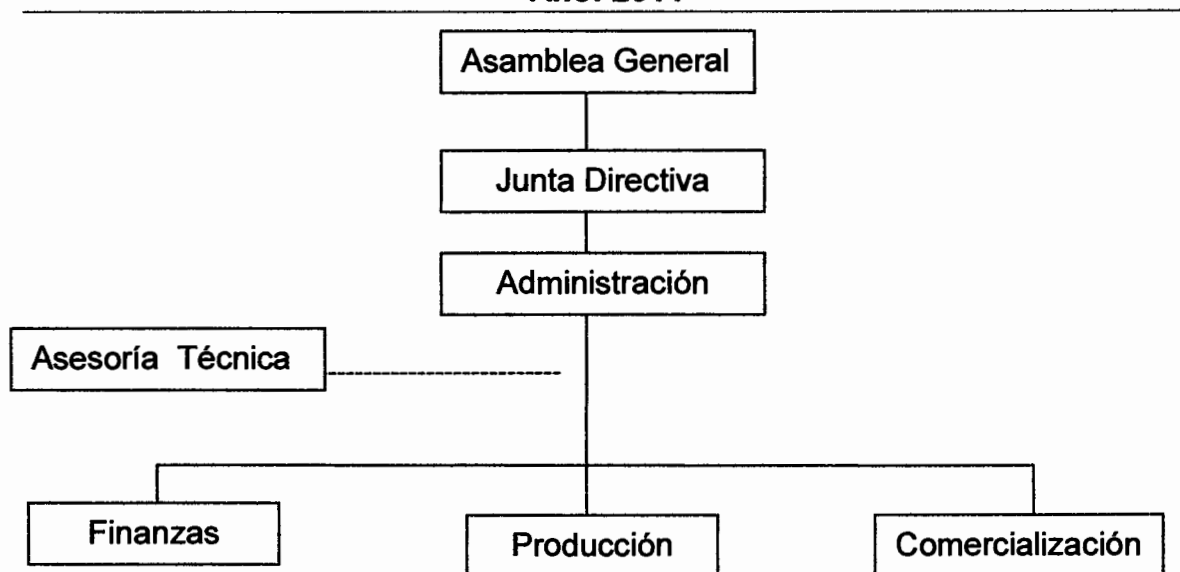 Asamblea General
Junta Directiva
Administración
Asesoría Técnica
Finanzas
Producción
Comercialización